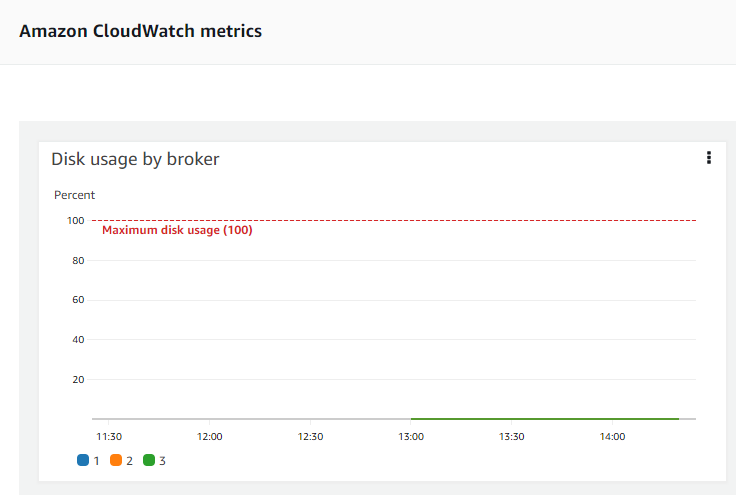 Amazon CloudWatch metrics
Disk usage by broker
Percent
100
Maximum disk usage (100)
80
60
40
20
11:30 12:00 12:30 13:00 13:30 14:00
1 2 3